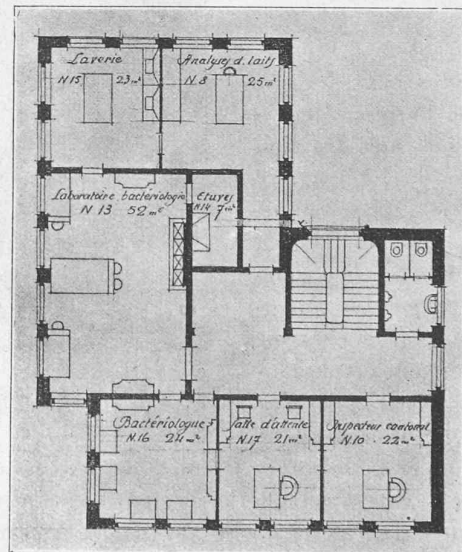 Laverie
N 15 23 m²
Analyses d. laits
N 8 25 m²
Laboratoire bactériologie
N 13 52 m²
Etuves
N 14 7 m²
Bactériologue
N. 16 24 m²
Salle d'attente
N. 17 21 m²
Inspecteur cantonal
N. 10 . 22 m²